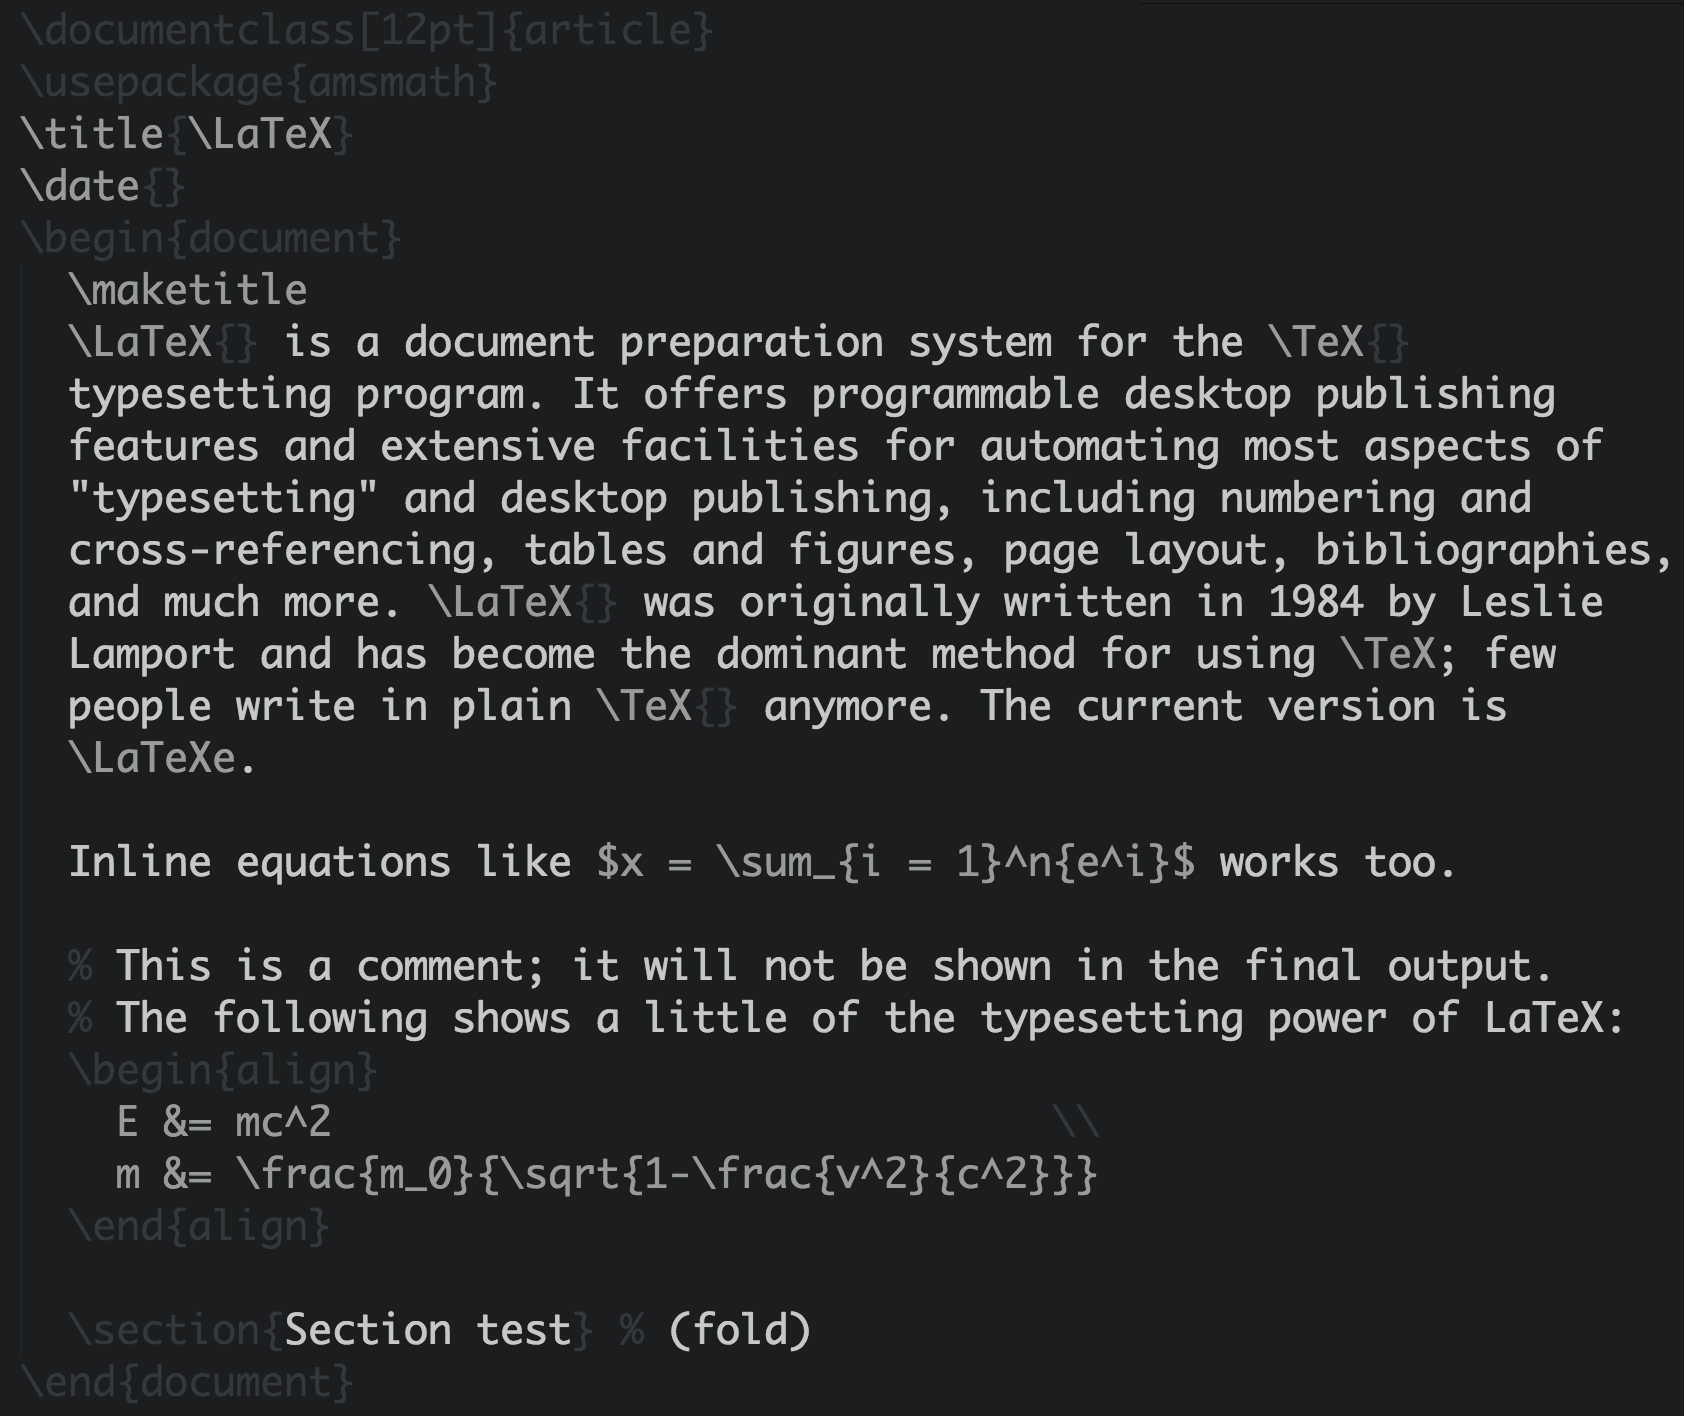 \documentclass[12pt]{article}
\usepackage{amsmath}
\title{\LaTeX}
\date{}
\begin{document}
  \maketitle
  \LaTeX{} is a document preparation system for the \TeX{}
  typesetting program. It offers programmable desktop publishing
  features and extensive facilities for automating most aspects of
  "typesetting" and desktop publishing, including numbering and
  cross-referencing, tables and figures, page layout, bibliographies,
  and much more. \LaTeX{} was originally written in 1984 by Leslie
  Lamport and has become the dominant method for using \TeX; few
  people write in plain \TeX{} anymore. The current version is
  \LaTeXe.

  Inline equations like $x = \sum_{i = 1}^n{e^i}$ works too.

  % This is a comment; it will not be shown in the final output.
  % The following shows a little of the typesetting power of LaTeX:
  \begin{align}
    E &= mc^2                              \\
    m &= \frac{m_0}{\sqrt{1-\frac{v^2}{c^2}}}
  \end{align}

  \section{Section test} % (fold)
\end{document}